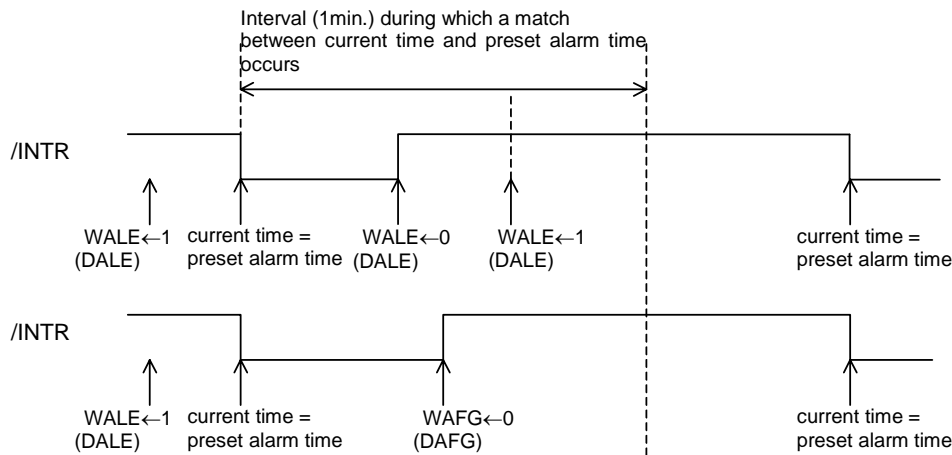 Interval (1min.) during which a match
between current time and preset alarm time
occurs
/INTR
WALE←1
(DALE)
current time =
preset alarm time
WALE←0
(DALE)
WALE←1
(DALE)
current time =
preset alarm time
/INTR
WALE←1
(DALE)
current time =
preset alarm time
WAFG←0
(DAFG)
current time =
preset alarm time